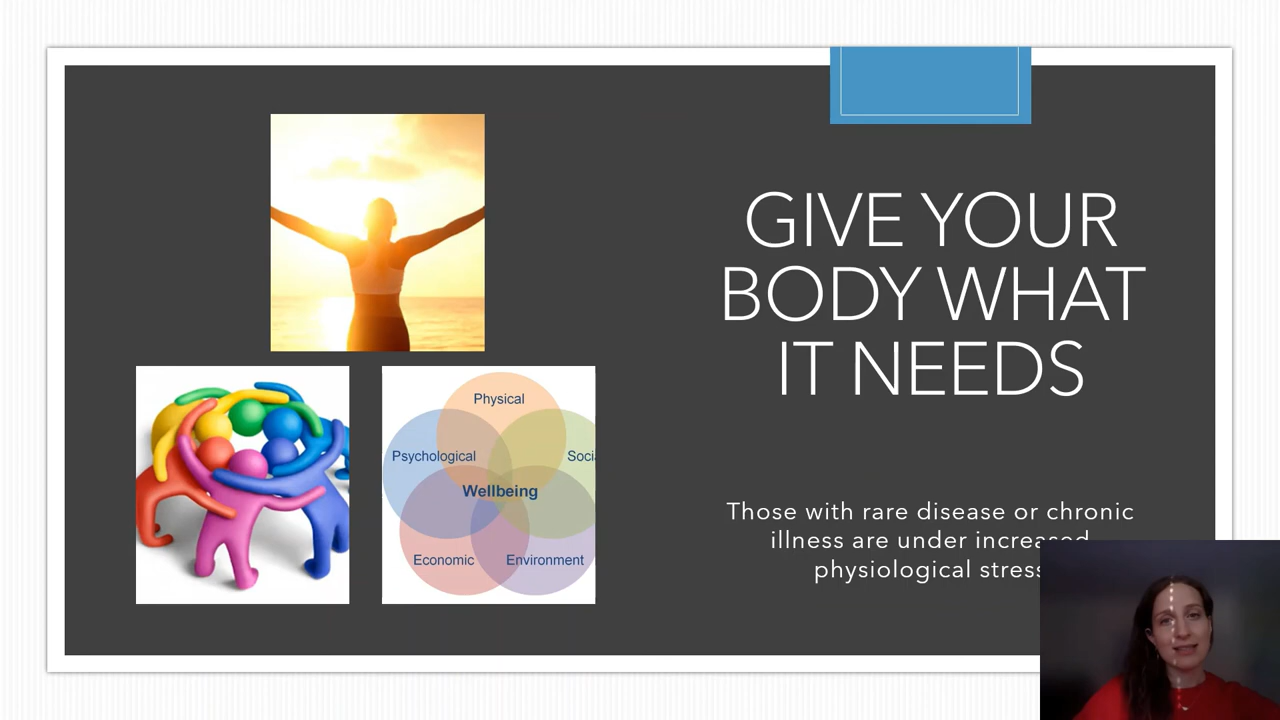 GIVE YOUR
BODY WHAT
IT NEEDS
Those with rare disease or chronic
illness are under increased
physiological stress
Physical
Psychological
Socia
Wellbeing
Economic
Environment